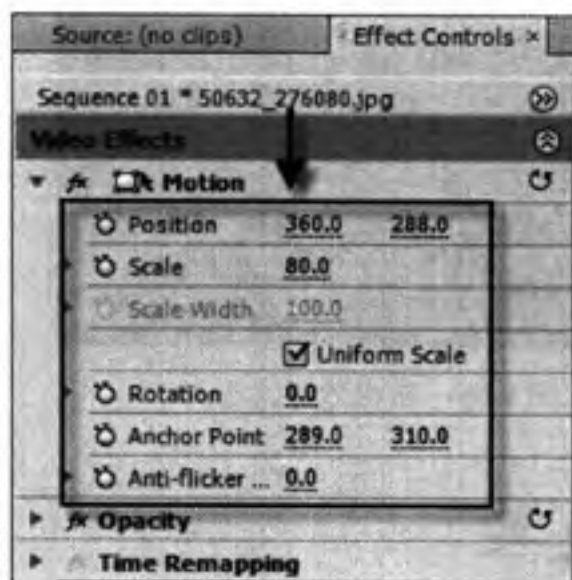 Source: (no clips) Effect Controls ×
Sequence 01 * 50632_276080.jpg
Video Effects
fx Motion
Position 360.0 288.0
Scale 80.0
Scale Width 100.0
Uniform Scale
Rotation 0.0
Anchor Point 289.0 310.0
Anti-flicker ... 0.0
fx Opacity
Time Remapping